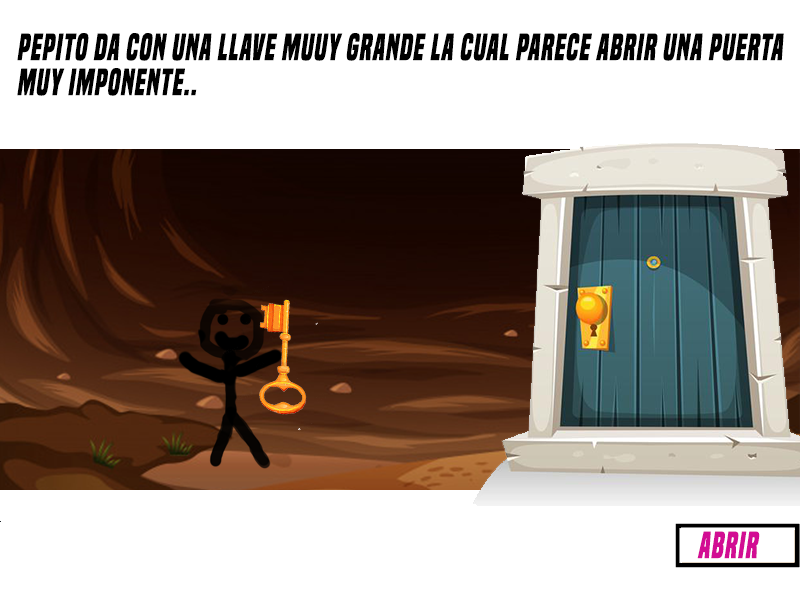 PEPITO DA CON UNA LLAVE MUUY GRANDE LA CUAL PARECE ABRIR UNA PUERTA
MUY IMPONENTE..
ABRIR